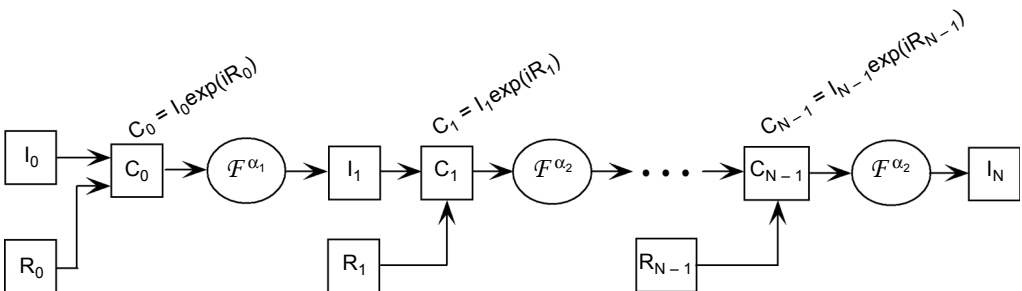 C₀ = I₀exp(iR₀)
C₁ = I₁exp(iR₁)
C_{N – 1} = I_{N – 1}exp(iR_{N – 1})
I₀
C₀
ℱ^{α₁}
I₁
C₁
ℱ^{α₂}
• • •
C_{N – 1}
ℱ^{α₂}
I_N
R₀
R₁
R_{N – 1}